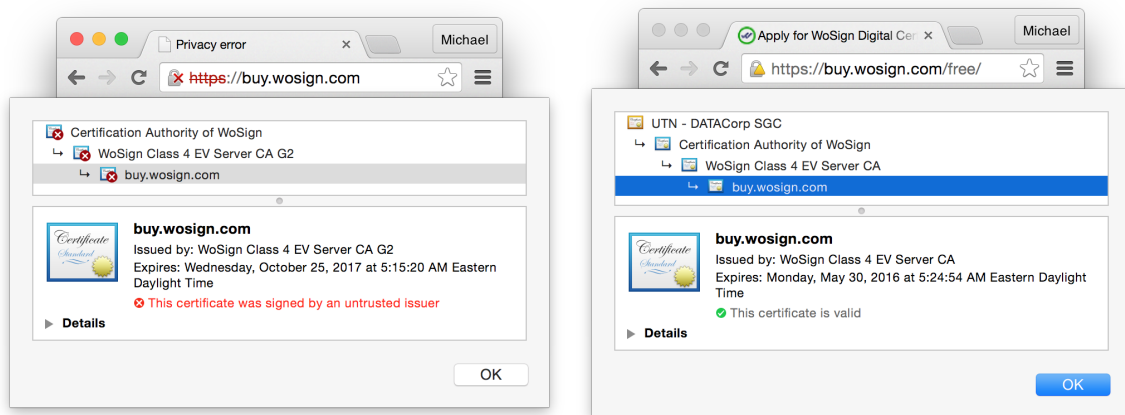 Privacy error
Michael
https://buy.wosign.com
Certification Authority of WoSign
WoSign Class 4 EV Server CA G2
buy.wosign.com
Certificate
Standard
buy.wosign.com
Issued by: WoSign Class 4 EV Server CA G2
Expires: Wednesday, October 25, 2017 at 5:15:20 AM Eastern
Daylight Time
This certificate was signed by an untrusted issuer
Details
OK
Apply for WoSign Digital Cer
Michael
https://buy.wosign.com/free/
UTN - DATACorp SGC
Certification Authority of WoSign
WoSign Class 4 EV Server CA
buy.wosign.com
Certificate
Standard
buy.wosign.com
Issued by: WoSign Class 4 EV Server CA
Expires: Monday, May 30, 2016 at 5:24:54 AM Eastern Daylight
Time
This certificate is valid
Details
OK